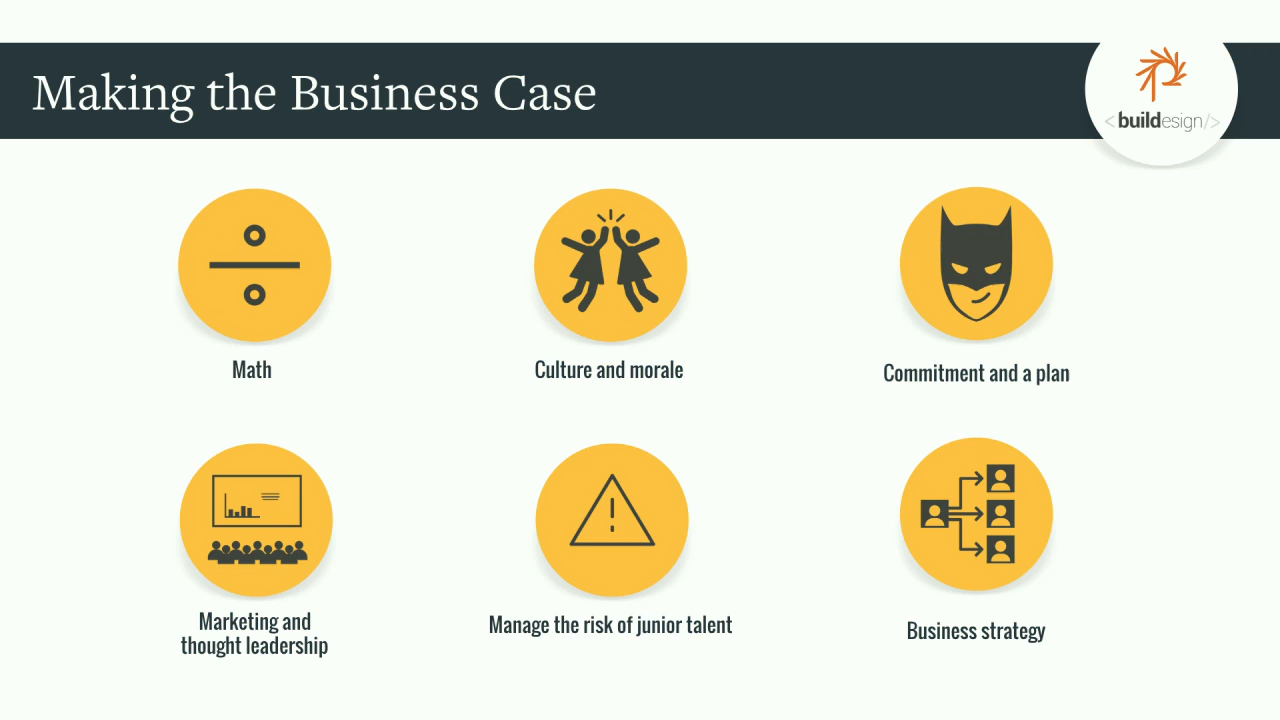 Making the Business Case
<buildesign/>
Math
Culture and morale
Commitment and a plan
Marketing and
thought leadership
Manage the risk of junior talent
Business strategy